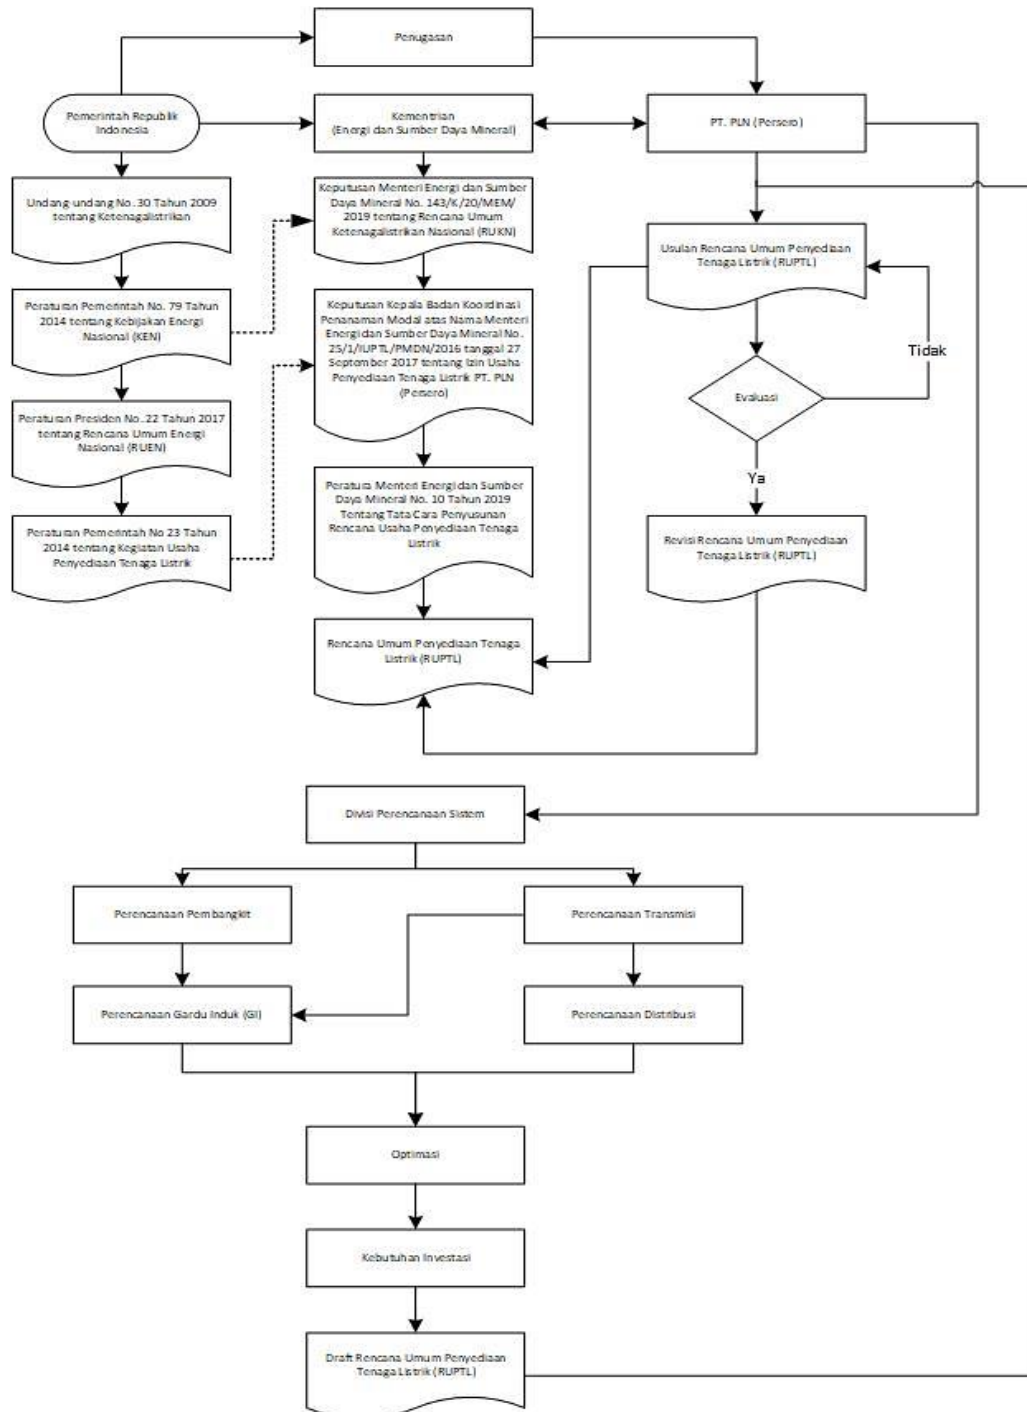 Penugasan
Pemerintah Republik
Indonesia
Kementrian
(Energi dan Sumber Daya Mineral)
PT. PLN (Persero)
Undang-undang No. 30 Tahun 2009
tentang Ketenagalistrikan
Keputusan Menteri Energi dan Sumber
Daya Mineral No. 143/K/20/MEM/
2019 tentang Rencana Umum
Ketenagalistrikan Nasional (RUKN)
Usulan Rencana Umum Penyediaan
Tenaga Listrik (RUPTL)
Peraturan Pemerintah No. 79 Tahun
2014 tentang Kebijakan Energi
Nasional (KEN)
Keputusan Kepala Badan Koordinasi
Penanaman Modal atas Nama Menteri
Energi dan Sumber Daya Mineral No.
25/1/IUPTL/PMDN/2016 tanggal 27
September 2017 tentang Izin Usaha
Penyediaan Tenaga Listrik PT. PLN
(Persero)
Tidak
Evaluasi
Ya
Peraturan Presiden No. 22 Tahun 2017
tentang Rencana Umum Energi
Nasional (RUEN)
Peratura Menteri Energi dan Sumber
Daya Mineral No. 10 Tahun 2019
Tentang Tata Cara Penyusunan
Rencana Usaha Penyediaan Tenaga
Listrik
Peraturan Pemerintah No 23 Tahun
2014 tentang Kegiatan Usaha
Penyediaan Tenaga Listrik
Revisi Rencana Umum Penyediaan
Tenaga Listrik (RUPTL)
Rencana Umum Penyediaan Tenaga
Listrik (RUPTL)
Divisi Perencanaan Sistem
Perencanaan Pembangkit
Perencanaan Transmisi
Perencanaan Gardu Induk (GI)
Perencanaan Distribusi
Optimasi
Kebutuhan Investasi
Draft Rencana Umum Penyediaan
Tenaga Listrik (RUPTL)